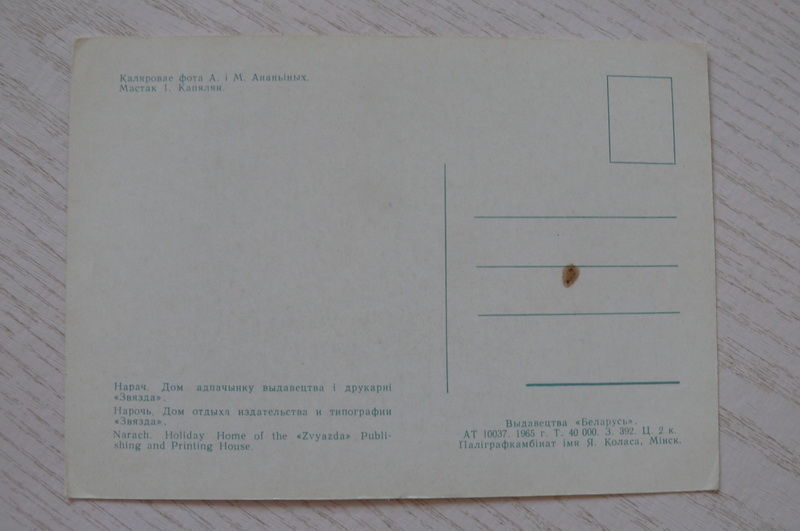 Каляровае фота А. і М. Ананьіных.
Мастак І. Капялян.
Нарач. Дом адпачынку выдавецтва і друкарні
«Звязда».
Нарочь. Дом отдыха издательства и типографии
«Звязда».
Narach. Holiday Home of the «Zvyazda» Publi-
shing and Printing House.
Выдавецтва «Беларусь».
АТ 10037. 1965 г. Т. 40 000. З. 392. Ц. 2 к.
Паліграфкамбінат імя Я. Коласа, Мінск.